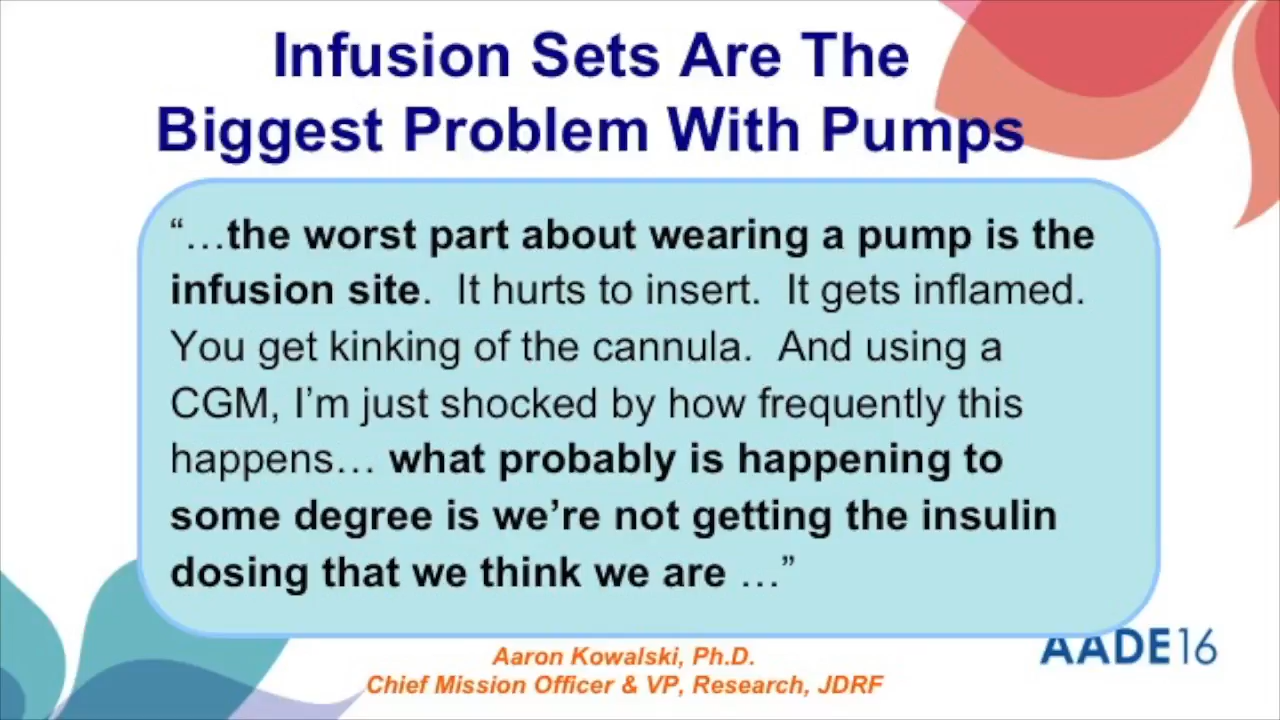 Infusion Sets Are The
Biggest Problem With Pumps
“…the worst part about wearing a pump is the
infusion site.  It hurts to insert.  It gets inflamed.
You get kinking of the cannula.  And using a
CGM, I’m just shocked by how frequently this
happens… what probably is happening to
some degree is we’re not getting the insulin
dosing that we think we are …”
AADE16
Aaron Kowalski, Ph.D.
Chief Mission Officer & VP, Research, JDRF